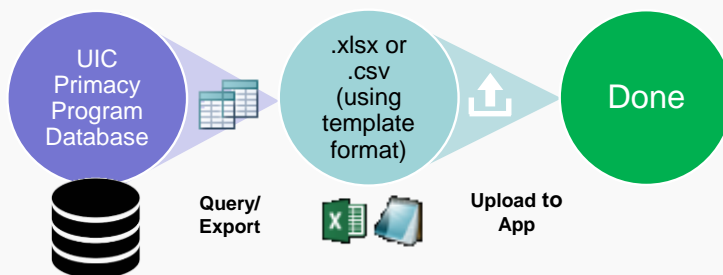 UIC
Primacy
Program
Database
.xlsx or
.csv
(using
template
format)
Done
Query/
Export
Upload to
App